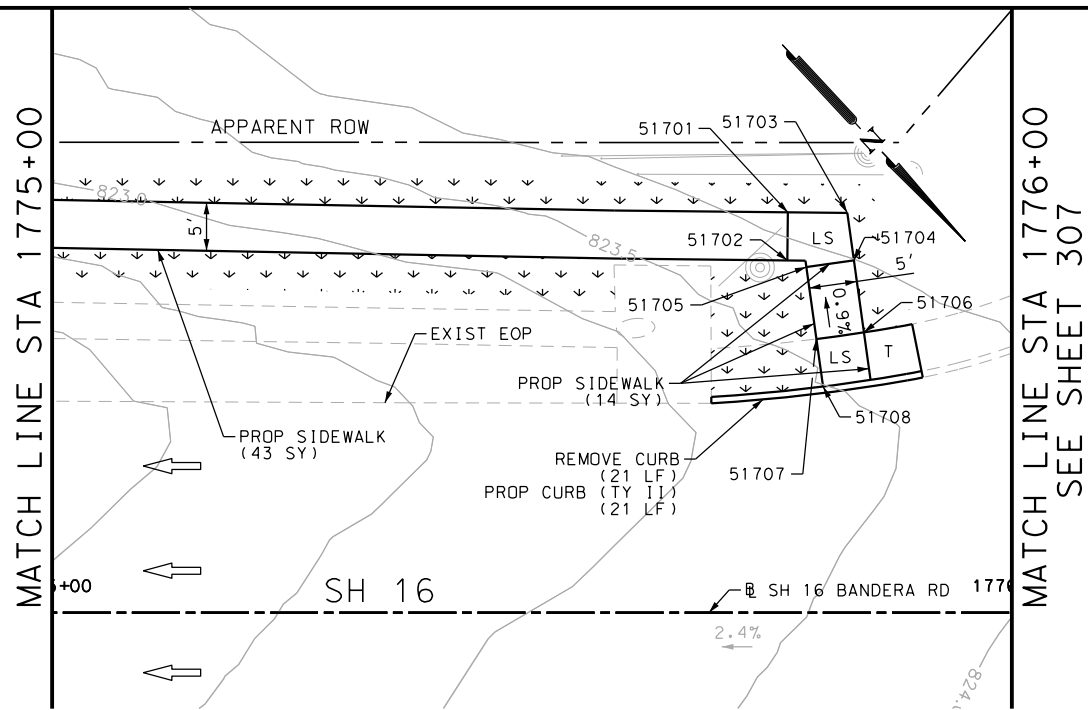 MATCH LINE STA 1775+00
APPARENT ROW
51701
51703
N
823.0
5'
LS
51702
51704
823.5
5'
51705
51706
0.9%
EXIST EOP
LS
T
PROP SIDEWALK
(14 SY)
51708
PROP SIDEWALK
(43 SY)
REMOVE CURB
(21 LF)
PROP CURB (TY II)
(21 LF)
51707
+00
SH 16
B SH 16 BANDERA RD
177
2.4%
824.
MATCH LINE STA 1776+00
SEE SHEET 307